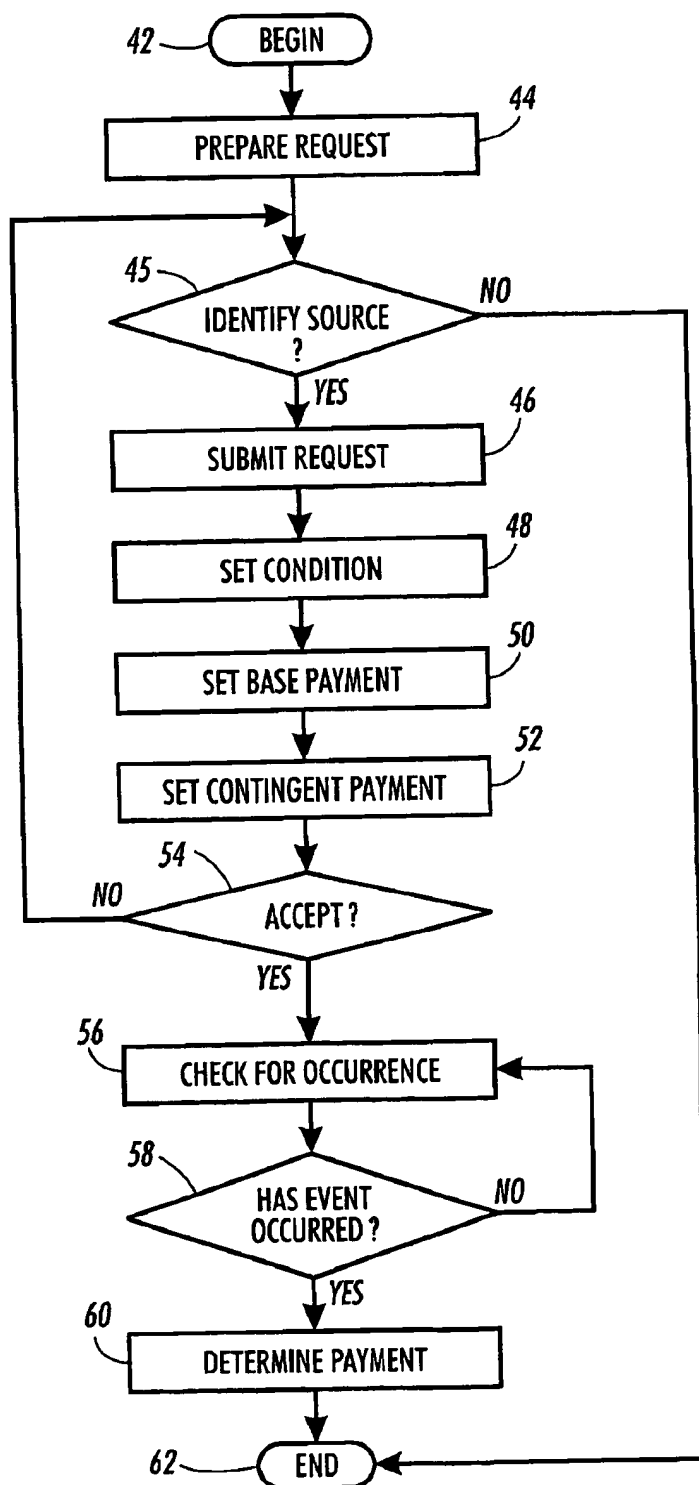 42
BEGIN
44
PREPARE REQUEST
45
NO
IDENTIFY SOURCE
?
YES
46
SUBMIT REQUEST
48
SET CONDITION
50
SET BASE PAYMENT
52
SET CONTINGENT PAYMENT
54
NO
ACCEPT ?
YES
56
CHECK FOR OCCURRENCE
58
HAS EVENT
NO
OCCURRED ?
YES
60
DETERMINE PAYMENT
62
END